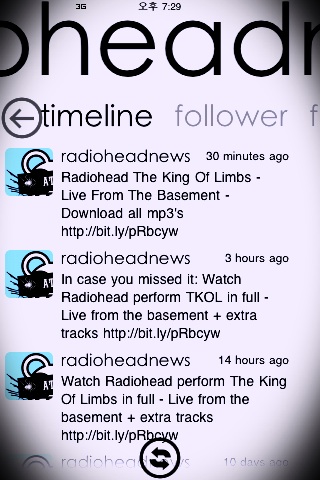 3G 오후 7:29
oheadn
timeline follower f
radioheadnews 30 minutes ago
Radiohead The King Of Limbs -
Live From The Basement -
Download all mp3's
http://bit.ly/pRbcyw
radioheadnews 3 hours ago
In case you missed it: Watch
Radiohead perform TKOL in full -
Live from the basement + extra
tracks http://bit.ly/pRbcyw
radioheadnews 14 hours ago
Watch Radiohead perform The King
Of Limbs in full - Live from the
basement + extra tracks
http://bit.ly/pRbcyw
radioheadnews 10 days ago